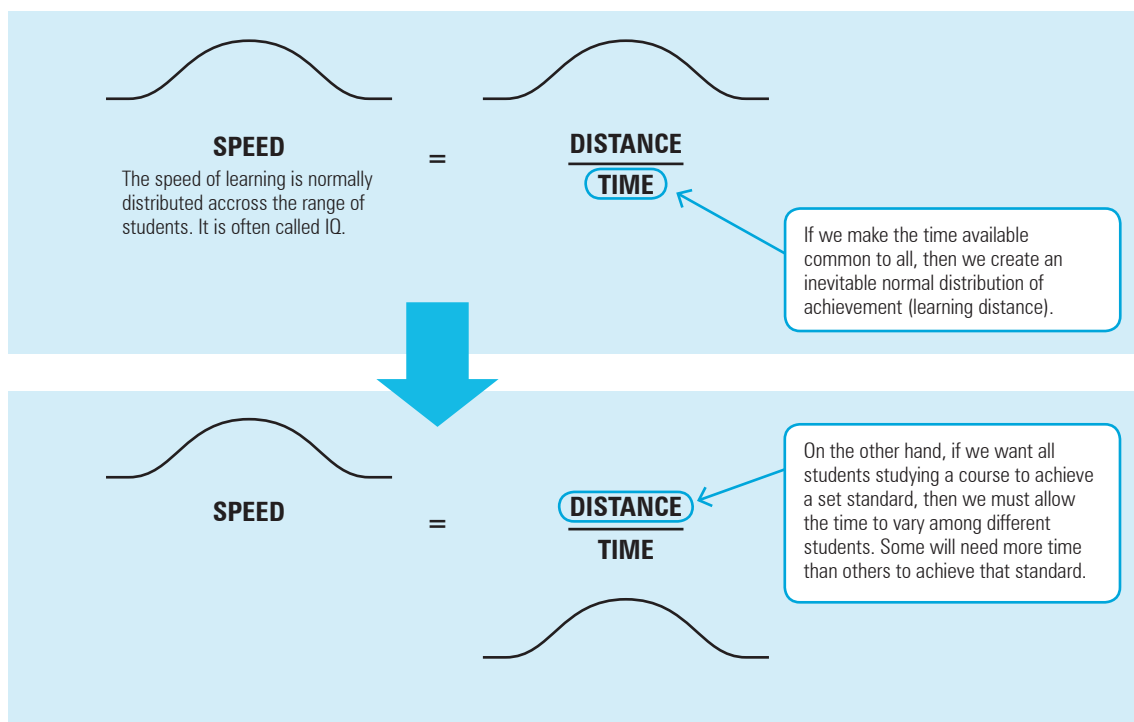 SPEED
The speed of learning is normally
distributed accross the range of
students. It is often called IQ.
=
DISTANCE
TIME
If we make the time available
common to all, then we create an
inevitable normal distribution of
achievement (learning distance).
SPEED
=
DISTANCE
TIME
On the other hand, if we want all
students studying a course to achieve
a set standard, then we must allow
the time to vary among different
students. Some will need more time
than others to achieve that standard.